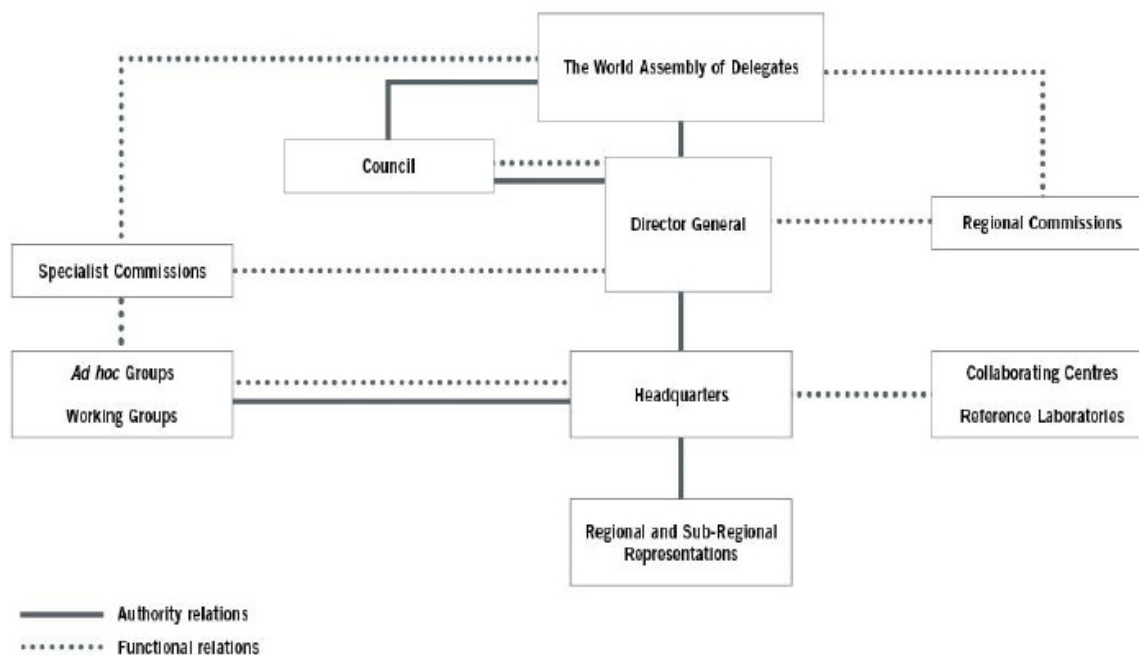 The World Assembly of Delegates
Council
Director General
Regional Commissions
Specialist Commissions
Ad hoc Groups
Working Groups
Headquarters
Collaborating Centres
Reference Laboratories
Regional and Sub-Regional
Representations
Authority relations
Functional relations